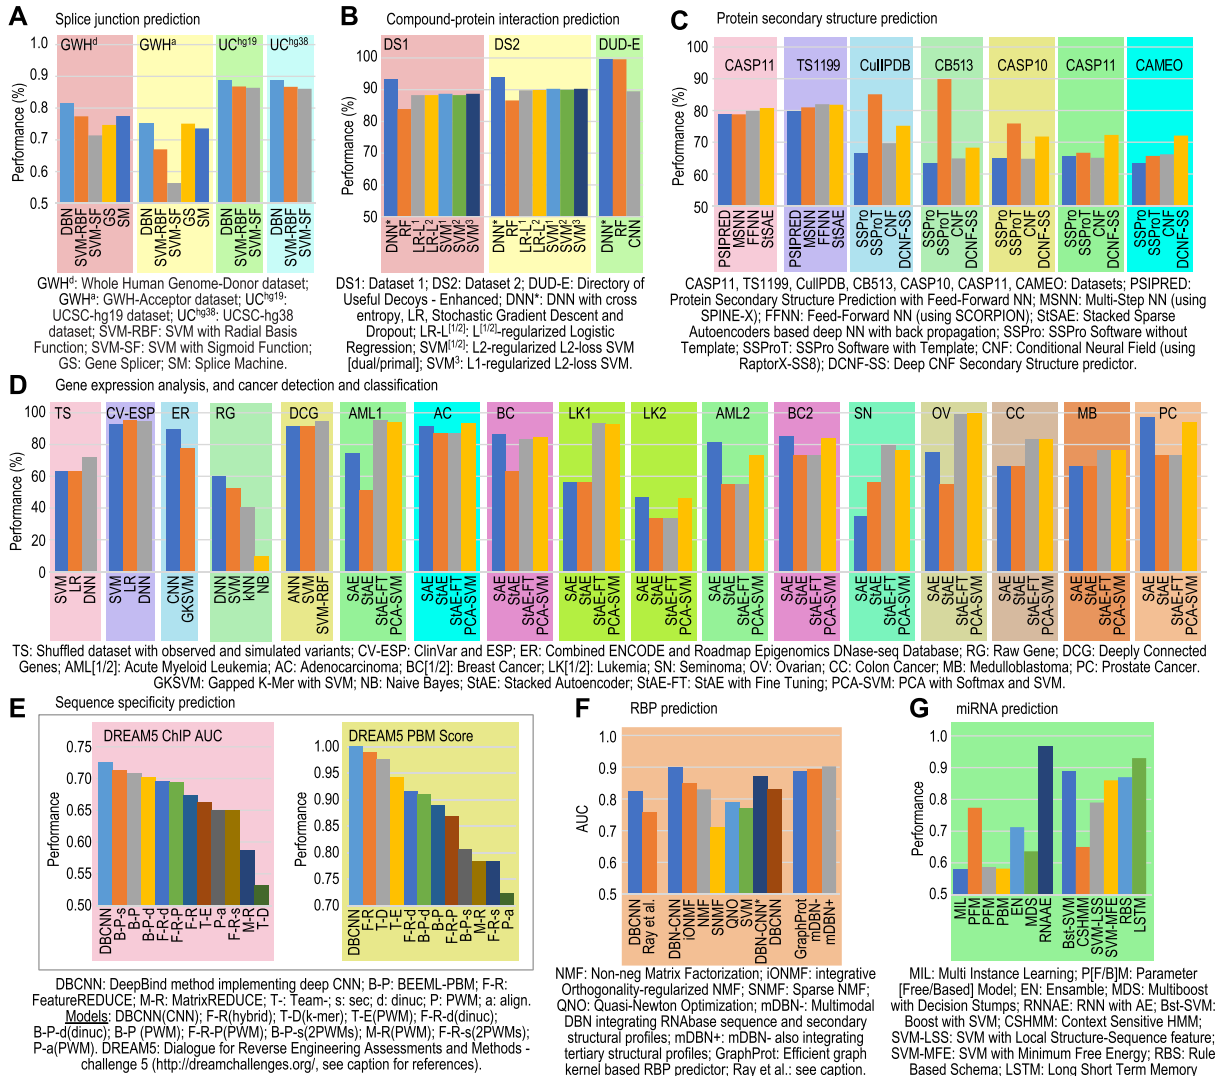 A Splice junction prediction
Performance (%)
1.0
0.9
0.8
0.7
0.6
0.5
GWHd
GWHa
UChg19
UChg38
DBN
SVM-RBF
SVM-SF
GS
SM
DBN
SVM-RBF
SVM-SF
GS
SM
DBN
SVM-RBF
SVM-SF
DBN
SVM-RBF
SVM-SF
GWHd: Whole Human Genome-Donor dataset;
GWHa: GWH-Acceptor dataset; UChg19:
UCSC-hg19 dataset; UChg38: UCSC-hg38
dataset; SVM-RBF: SVM with Radial Basis
Function; SVM-SF: SVM with Sigmoid Function;
GS: Gene Splicer; SM: Splice Machine.
B Compound-protein interaction prediction
Performance (%)
100
90
80
70
60
50
DS1
DS2
DUD-E
DNN*
RF
LR-L1
LR-L2
SVM1
SVM2
SVM3
DNN*
RF
LR-L1
LR-L2
SVM1
SVM2
SVM3
DNN*
RF
CNN
DS1: Dataset 1; DS2: Dataset 2; DUD-E: Directory of
Useful Decoys - Enhanced; DNN*: DNN with cross
entropy, LR, Stochastic Gradient Descent and
Dropout; LR-L[1/2]: L[1/2]-regularized Logistic
Regression; SVM[1/2]: L2-regularized L2-loss SVM
[dual/primal]; SVM3: L1-regularized L2-loss SVM.
C Protein secondary structure prediction
Performance (%)
100
90
80
70
60
50
CASP11
TS1199
CullPDB
CB513
CASP10
CASP11
CAMEO
PSIPRED
MSNN
FFNN
StSAE
PSIPRED
MSNN
FFNN
StSAE
SSPro
SSProT
CNF
DCNF-SS
SSPro
SSProT
CNF
DCNF-SS
SSPro
SSProT
CNF
DCNF-SS
SSPro
SSProT
CNF
DCNF-SS
SSPro
SSProT
CNF
DCNF-SS
CASP11, TS1199, CullPDB, CB513, CASP10, CASP11, CAMEO: Datasets; PSIPRED:
Protein Secondary Structure Prediction with Feed-Forward NN; MSNN: Multi-Step NN (using
SPINE-X); FFNN: Feed-Forward NN (using SCORPION); StSAE: Stacked Sparse
Autoencoders based deep NN with back propagation; SSPro: SSPro Software without
Template; SSProT: SSPro Software with Template; CNF: Conditional Neural Field (using
RaptorX-SS8); DCNF-SS: Deep CNF Secondary Structure predictor.
D Gene expression analysis, and cancer detection and classification
Performance (%)
100
80
60
40
20
0
TS
CV-ESP
ER
RG
DCG
AML1
AC
BC
LK1
LK2
AML2
BC2
SN
OV
CC
MB
PC
SVM
LR
DNN
SVM
LR
DNN
CNN
GKSVM
DNN
SVM
kNN
NB
ANN
SVM
SVM-RBF
SAE
StAE
StAE-FT
PCA-SVM
SAE
StAE
StAE-FT
PCA-SVM
SAE
StAE
StAE-FT
PCA-SVM
SAE
StAE
StAE-FT
PCA-SVM
SAE
StAE
StAE-FT
PCA-SVM
SAE
StAE
StAE-FT
PCA-SVM
SAE
StAE
StAE-FT
PCA-SVM
SAE
StAE
StAE-FT
PCA-SVM
SAE
StAE
StAE-FT
PCA-SVM
SAE
StAE
StAE-FT
PCA-SVM
SAE
StAE
StAE-FT
PCA-SVM
SAE
StAE
StAE-FT
PCA-SVM
TS: Shuffled dataset with observed and simulated variants; CV-ESP: ClinVar and ESP; ER: Combined ENCODE and Roadmap Epigenomics DNase-seq Database; RG: Raw Gene; DCG: Deeply Connected
Genes; AML[1/2]: Acute Myeloid Leukemia; AC: Adenocarcinoma; BC[1/2]: Breast Cancer; LK[1/2]: Lukemia; SN: Seminoma; OV: Ovarian; CC: Colon Cancer; MB: Medulloblastoma; PC: Prostate Cancer.
GKSVM: Gapped K-Mer with SVM; NB: Naive Bayes; StAE: Stacked Autoencoder; StAE-FT: StAE with Fine Tuning; PCA-SVM: PCA with Softmax and SVM.
E Sequence specificity prediction
Performance
DREAM5 ChIP AUC
0.75
0.70
0.65
0.60
0.55
0.50
DBCNN
B-P-s
B-P
B-P-d
F-R-d
F-R-P
F-R
T-E
P-a
F-R-s
M-R
T-D
Performance
DREAM5 PBM Score
1.00
0.95
0.90
0.85
0.80
0.75
0.70
DBCNN
F-R
T-D
T-E
F-R-d
B-P-d
B-P
F-R-P
B-P-s
M-R
F-R-s
P-a
DBCNN: DeepBind method implementing deep CNN; B-P: BEEML-PBM; F-R:
FeatureREDUCE; M-R: MatrixREDUCE; T-: Team-; s: sec; d: dinuc; P: PWM; a: align.
Models: DBCNN(CNN); F-R(hybrid); T-D(k-mer); T-E(PWM); F-R-d(dinuc);
B-P-d(dinuc); B-P (PWM); F-R-P(PWM); B-P-s(2PWMs); M-R(PWM); F-R-s(2PWMs);
P-a(PWM). DREAM5: Dialogue for Reverse Engineering Assessments and Methods -
challenge 5 (http://dreamchallenges.org/, see caption for references).
F RBP prediction
AUC
1.0
0.9
0.8
0.7
0.6
0.5
DBCNN
Ray et al.
DBN-CNN
iONMF
NMF
SNMF
QNO
SVM
DBN-CNN*
DBCNN
GraphProt
mDBN-
mDBN+
NMF: Non-neg Matrix Factorization; iONMF: integrative
Orthogonality-regularized NMF; SNMF: Sparse NMF;
QNO: Quasi-Newton Optimization; mDBN-: Multimodal
DBN integrating RNAbase sequence and secondary
structural profiles; mDBN+: mDBN- also integrating
tertiary structural profiles; GraphProt: Efficient graph
kernel based RBP predictor; Ray et al.: see caption.
G miRNA prediction
Performance
1.0
0.9
0.8
0.7
0.6
0.5
MIL
PFM
PFM
PBM
EN
MDS
RNAAE
Bst-SVM
CSHMM
SVM-LSS
SVM-MFE
RBS
LSTM
MIL: Multi Instance Learning; P[F/B]M: Parameter
[Free/Based] Model; EN: Ensamble; MDS: Multiboost
with Decision Stumps; RNNAE: RNN with AE; Bst-SVM:
Boost with SVM; CSHMM: Context Sensitive HMM;
SVM-LSS: SVM with Local Structure-Sequence feature;
SVM-MFE: SVM with Minimum Free Energy; RBS: Rule
Based Schema; LSTM: Long Short Term Memory